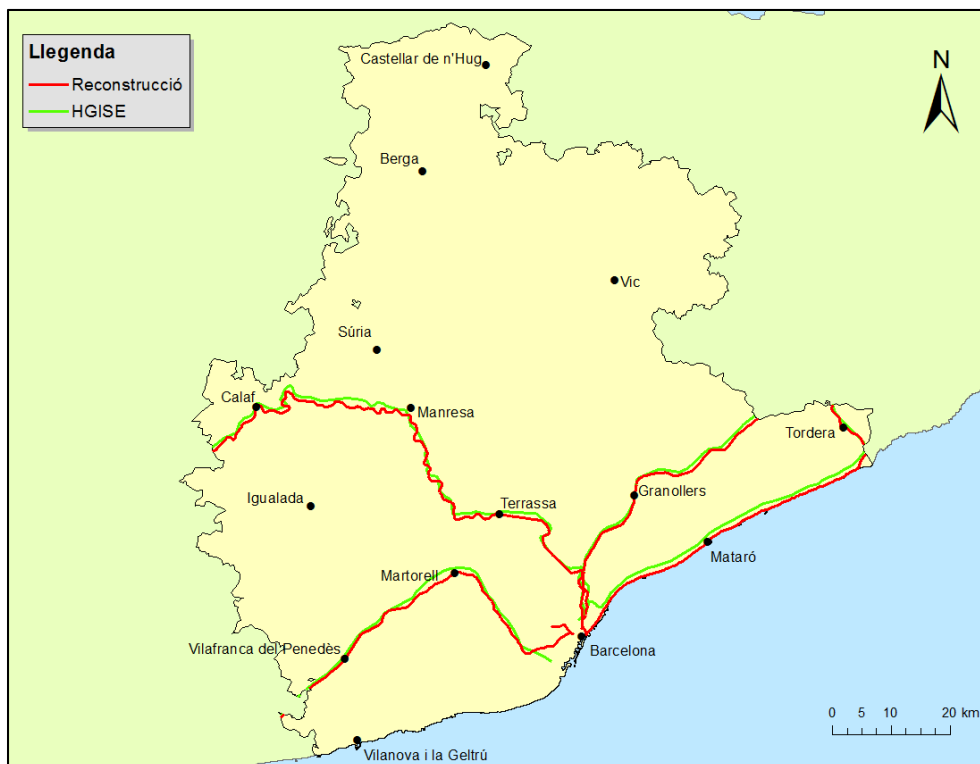 Llegenda
Reconstrucció
HGISE
N
Castellar de n'Hug
Berga
Vic
Súria
Calaf
Manresa
Tordera
Igualada
Terrassa
Granollers
Mataró
Martorell
Vilafranca del Penedès
Barcelona
Vilanova i la Geltrú
0 5 10 20 km